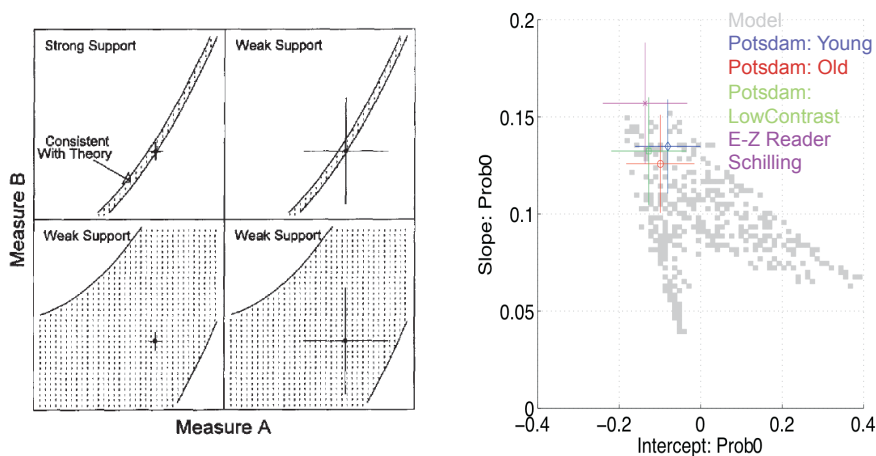 Strong Support
Weak Support
Consistent
With Theory
Weak Support
Weak Support
Measure B
Measure A
0.2
0.15
0.1
0.05
0
−0.4
−0.2
0
0.2
0.4
Slope: Prob0
Intercept: Prob0
Model
Potsdam: Young
Potsdam: Old
Potsdam:
LowContrast
E-Z Reader
Schilling